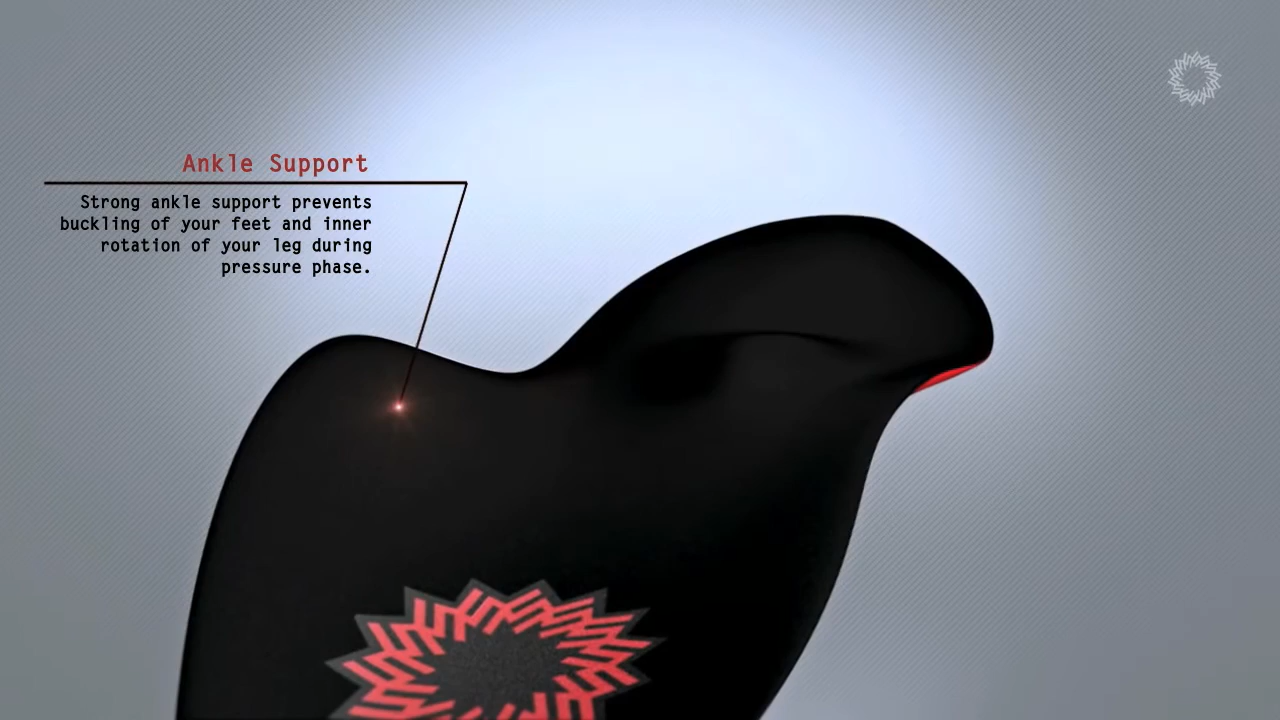 Ankle Support
Strong ankle support prevents
buckling of your feet and inner
rotation of your leg during
pressure phase.